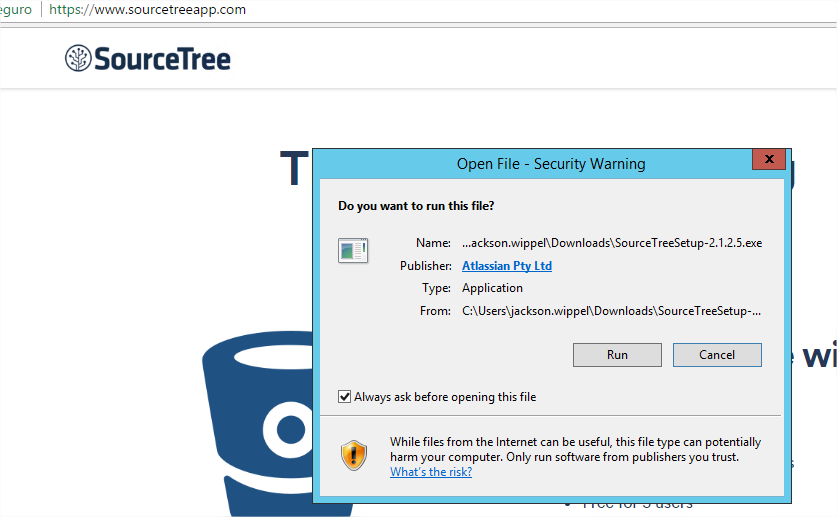 eguro https://www.sourcetreeapp.com
SourceTree
T
Open File - Security Warning
x
Do you want to run this file?
Name: ...ackson.wippel\Downloads\SourceTreeSetup-2.1.2.5.exe
Publisher: Atlassian Pty Ltd
Type: Application
From: C:\Users\jackson.wippel\Downloads\SourceTreeSetup-...
Run Cancel
e wi
Always ask before opening this file
While files from the Internet can be useful, this file type can potentially
harm your computer. Only run software from publishers you trust.
What's the risk?
s
• Free for 5 users